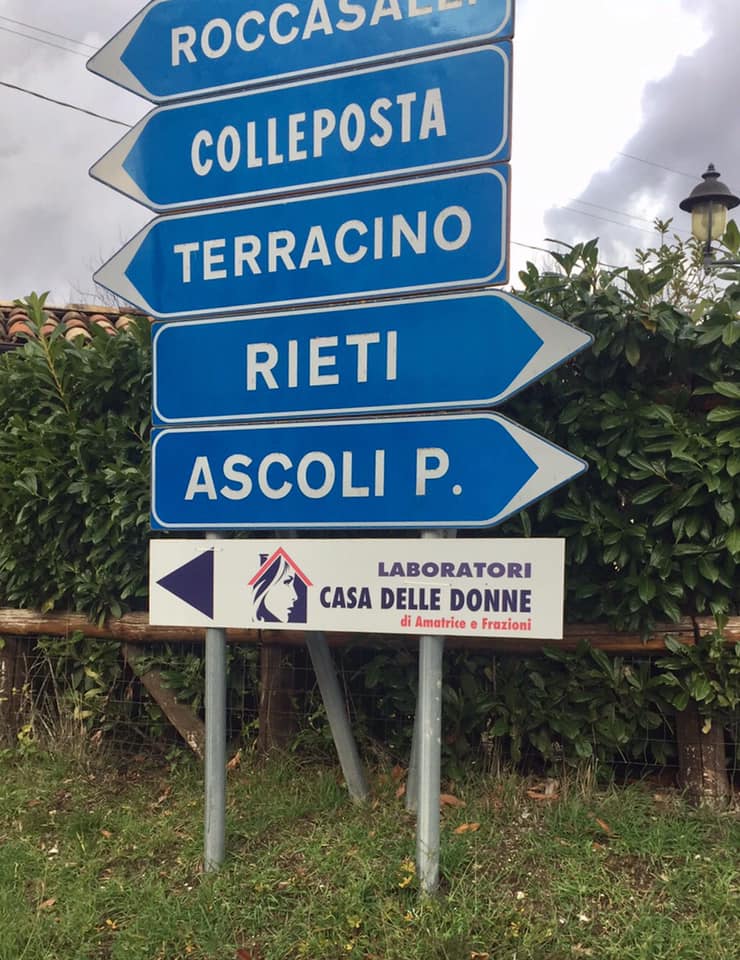 COLLEPOSTA
TERRACINO
RIETI
ASCOLI P.
LABORATORI
CASA DELLE DONNE
di Amatrice e Frazioni